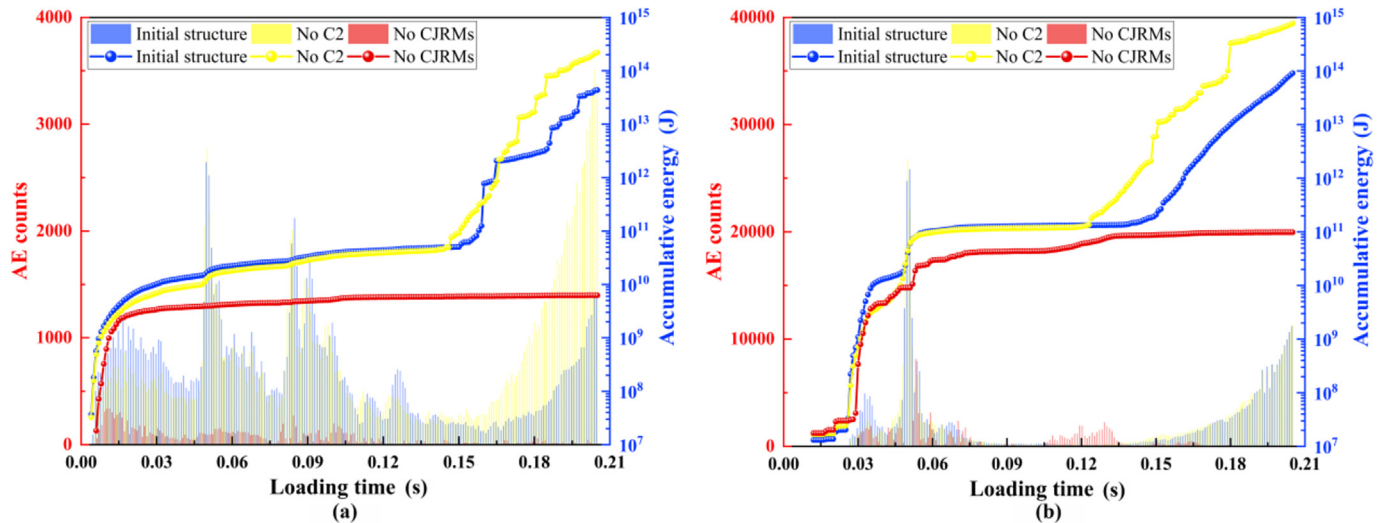 4000
3000
2000
1000
0
AE counts
Initial structure No C2 No CJRMs
Initial structure No C2 No CJRMs
10^15
10^14
10^13
10^12
10^11
10^10
10^9
10^8
10^7
Accumulative energy (J)
0.00 0.03 0.06 0.09 0.12 0.15 0.18 0.21
Loading time (s)
(a)
40000
30000
20000
10000
0
AE counts
Initial structure No C2 No CJRMs
Initial structure No C2 No CJRMs
10^15
10^14
10^13
10^12
10^11
10^10
10^9
10^8
10^7
Accumulative energy (J)
0.00 0.03 0.06 0.09 0.12 0.15 0.18 0.21
Loading time (s)
(b)